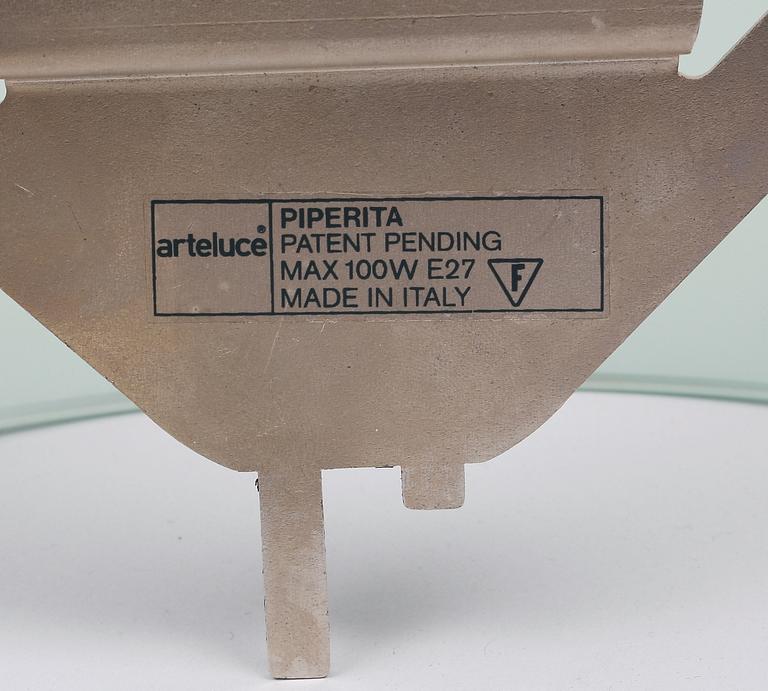 arteluce®
PIPERITA
PATENT PENDING
MAX 100W E27
F
MADE IN ITALY